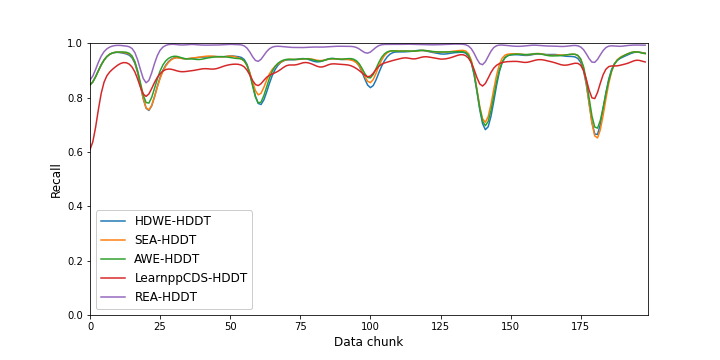 1.0
0.8
0.6
0.4
0.2
0.0
Recall
HDWE-HDDT
SEA-HDDT
AWE-HDDT
LearnppCDS-HDDT
REA-HDDT
0 25 50 75 100 125 150 175
Data chunk